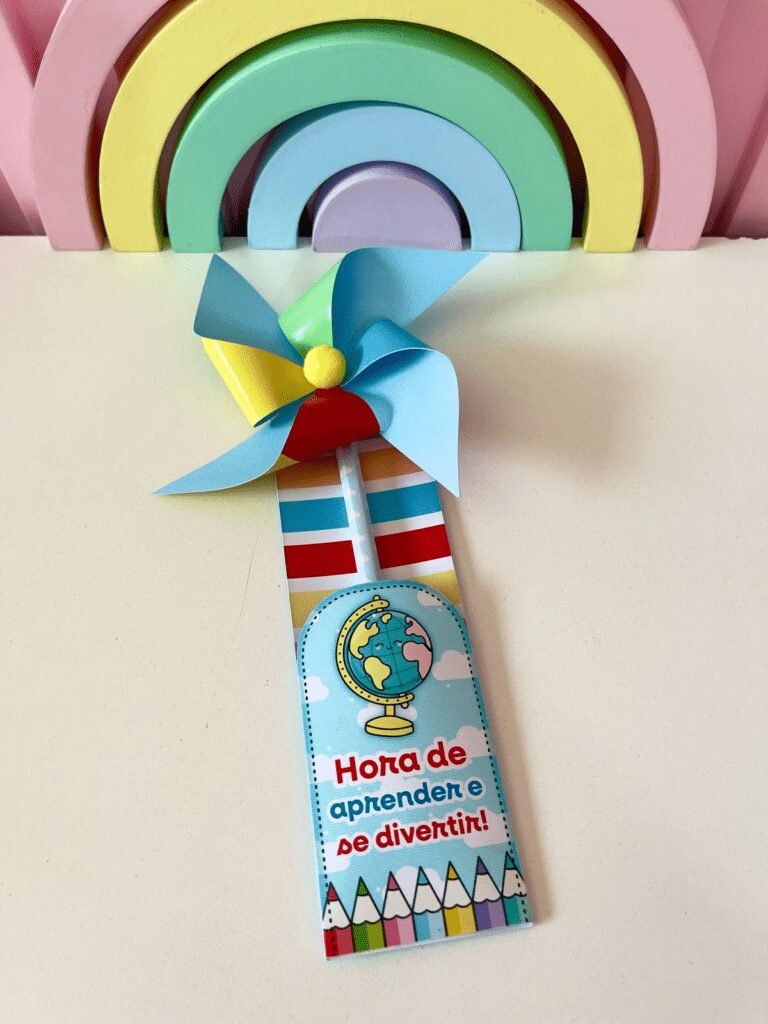 Hora de
aprender e
se divertir!